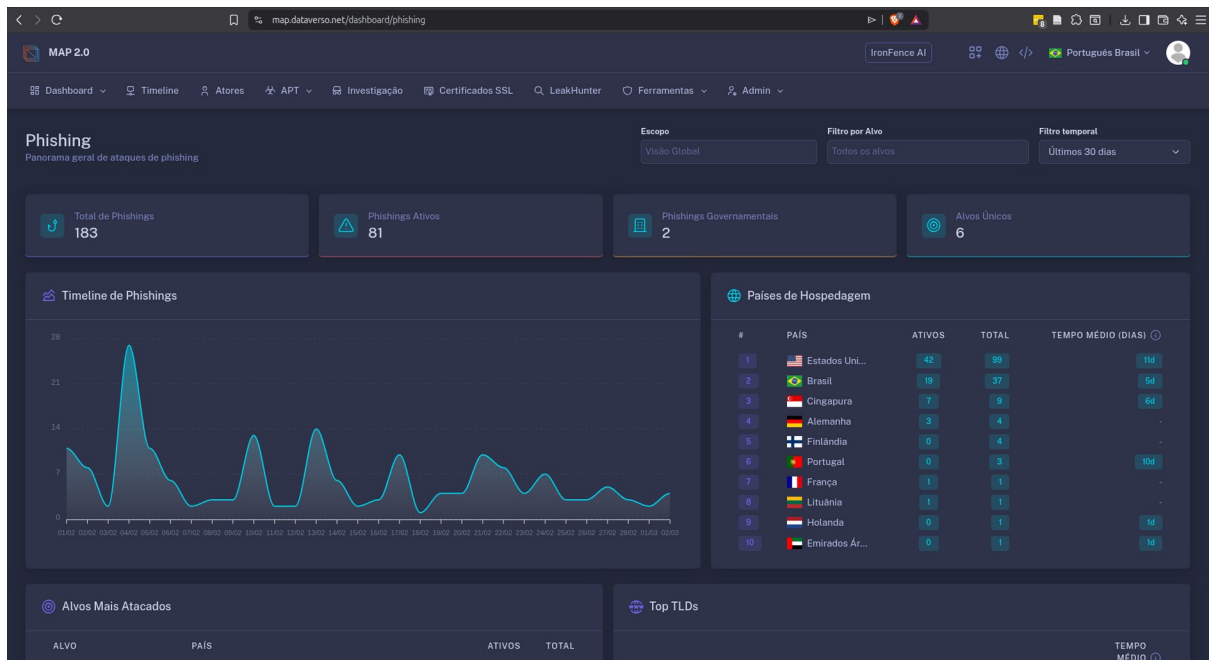 map.dataverso.net/dashboard/phishing
8
MAP 2.0
IronFence AI
Português Brasil
Dashboard
Timeline
Atores
APT
Investigação
Certificados SSL
LeakHunter
Ferramentas
Admin
Phishing
Panorama geral de ataques de phishing
Escopo
Visão Global
Filtro por Alvo
Todos os alvos
Filtro temporal
Últimos 30 dias
Total de Phishings
183
Phishings Ativos
81
Phishings Governamentais
2
Alvos Únicos
6
Timeline de Phishings
28
21
14
7
0
01/02 02/02 03/02 04/02 05/02 06/02 07/02 08/02 09/02 10/02 11/02 12/02 13/02 14/02 15/02 16/02 17/02 18/02 19/02 20/02 21/02 22/02 23/02 24/02 25/02 26/02 27/02 28/02 01/03 02/03
Países de Hospedagem
# PAÍS ATIVOS TOTAL TEMPO MÉDIO (DIAS)
1 Estados Uni... 42 99 11d
2 Brasil 19 37 5d
3 Cingapura 7 9 6d
4 Alemanha 3 4 -
5 Finlândia 0 4 -
6 Portugal 0 3 10d
7 França 1 1 -
8 Lituânia 1 1 -
9 Holanda 0 1 1d
10 Emirados Ár... 0 1 1d
Alvos Mais Atacados
ALVO PAÍS ATIVOS TOTAL
Top TLDs
TEMPO
MÉDIO